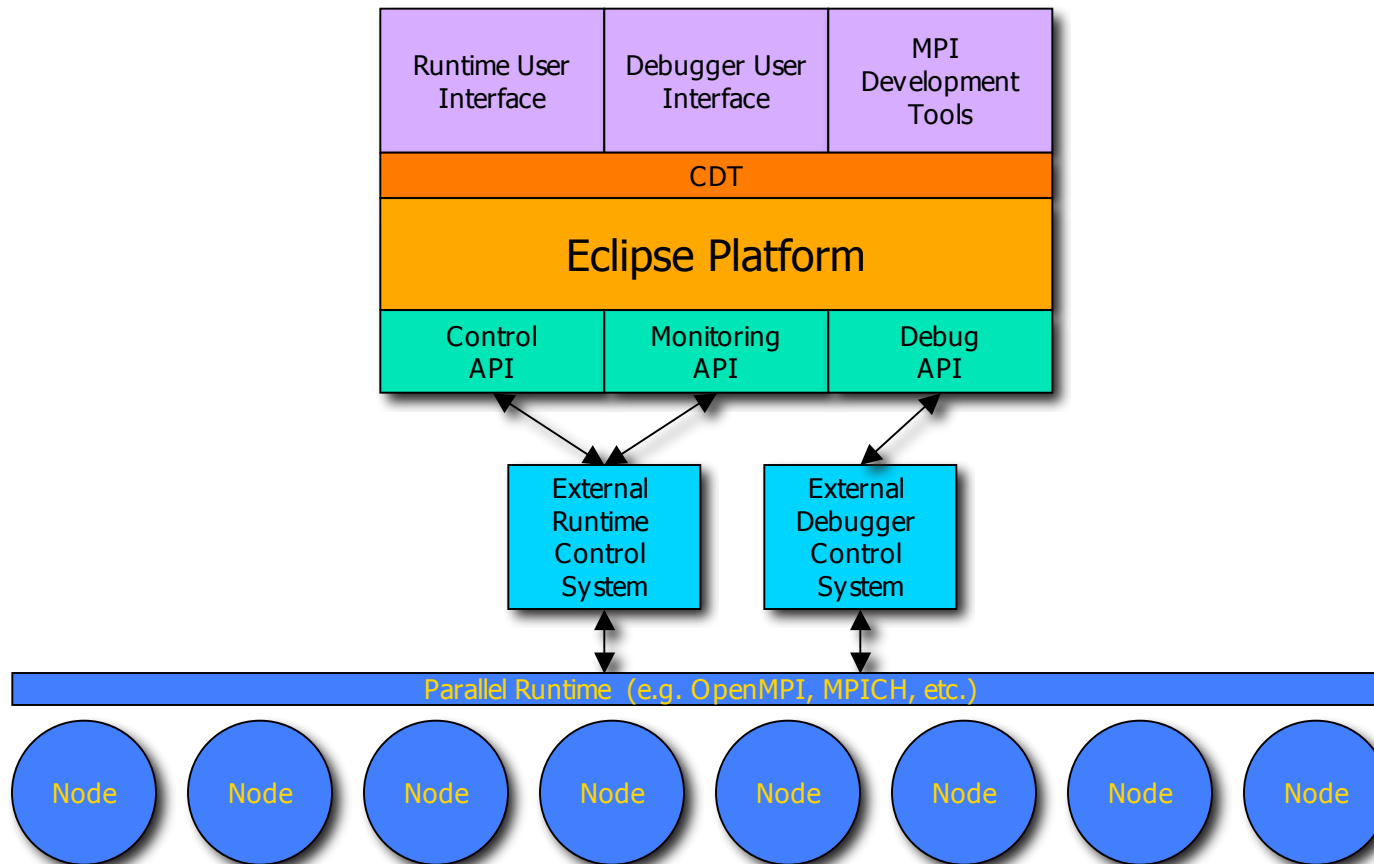 Runtime User
Interface
Debugger User
Interface
MPI
Development
Tools
CDT
Eclipse Platform
Control
API
Monitoring
API
Debug
API
External
Runtime
Control
System
External
Debugger
Control
System
Parallel Runtime (e.g. OpenMPI, MPICH, etc.)
Node
Node
Node
Node
Node
Node
Node
Node